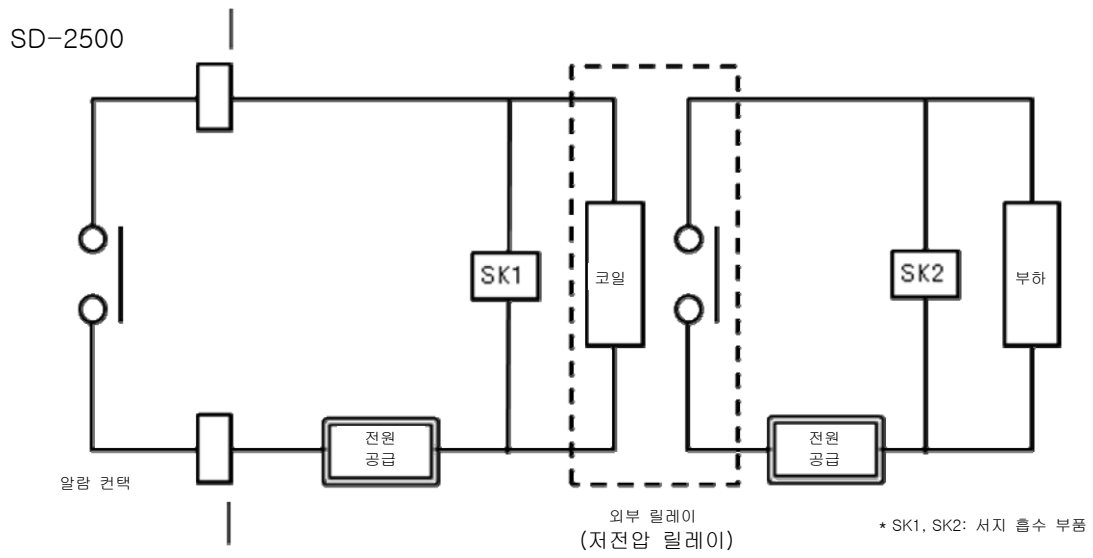 SD-2500
SK1
코일
SK2
부하
전원
공급
전원
공급
알람 컨택
외부 릴레이
(저전압 릴레이)
* SK1, SK2: 서지 흡수 부품